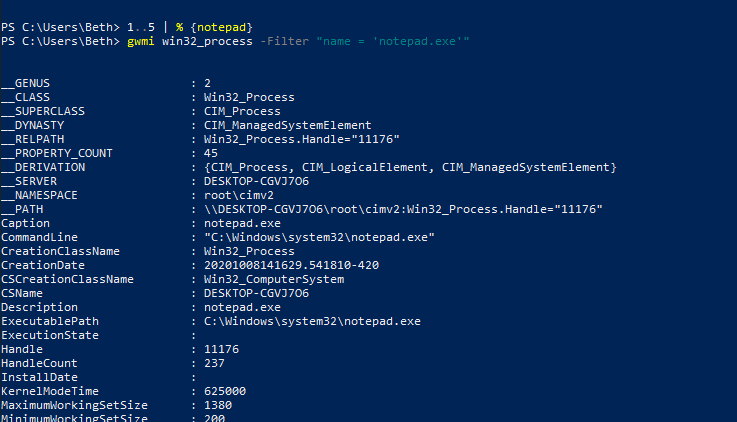 PS C:\Users\Beth> 1..5 | % {notepad}
PS C:\Users\Beth> gwmi win32_process -Filter "name = 'notepad.exe'"
__GENUS : 2
__CLASS : Win32_Process
__SUPERCLASS : CIM_Process
__DYNASTY : CIM_ManagedSystemElement
__RELPATH : Win32_Process.Handle="11176"
__PROPERTY_COUNT : 45
__DERIVATION : {CIM_Process, CIM_LogicalElement, CIM_ManagedSystemElement}
__SERVER : DESKTOP-CGVJ7O6
__NAMESPACE : root\cimv2
__PATH : \\DESKTOP-CGVJ7O6\root\cimv2:Win32_Process.Handle="11176"
Caption : notepad.exe
CommandLine : "C:\Windows\system32\notepad.exe"
CreationClassName : Win32_Process
CreationDate : 20201008141629.541810-420
CSCreationClassName : Win32_ComputerSystem
CSName : DESKTOP-CGVJ7O6
Description : notepad.exe
ExecutablePath : C:\Windows\system32\notepad.exe
ExecutionState :
Handle : 11176
HandleCount : 237
InstallDate :
KernelModeTime : 625000
MaximumWorkingSetSize : 1380
MinimumWorkingSetSize : 200